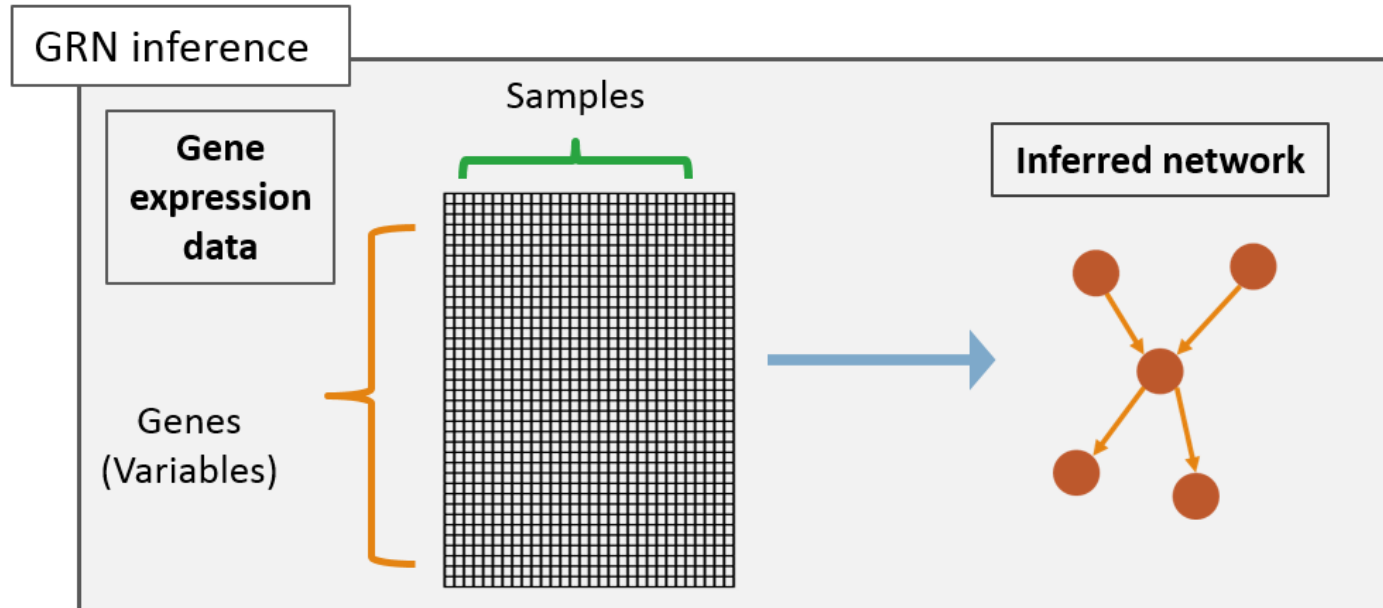 GRN inference
Samples
Gene
expression
data
Inferred network
Genes
(Variables)